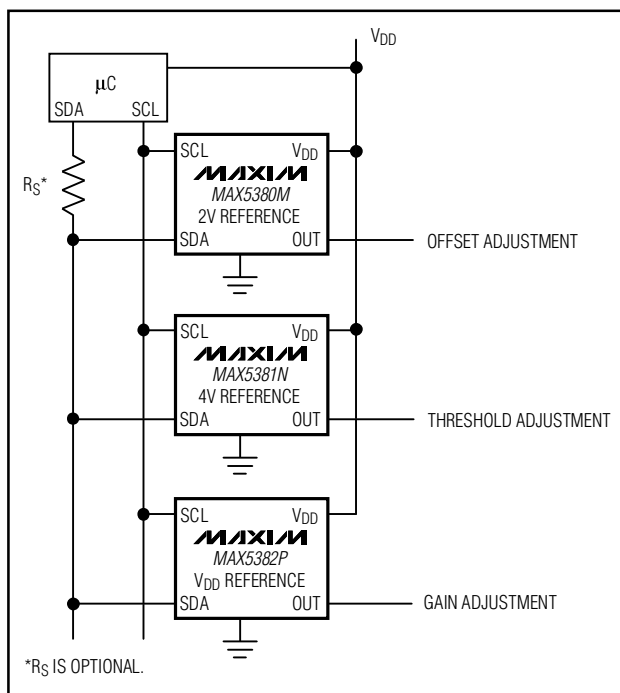 V_DD
μC
SDA SCL
R_S*
SCL V_DD
MAXIM
MAX5380M
2V REFERENCE
SDA OUT
OFFSET ADJUSTMENT
SCL V_DD
MAXIM
MAX5381N
4V REFERENCE
SDA OUT
THRESHOLD ADJUSTMENT
SCL V_DD
MAXIM
MAX5382P
V_DD REFERENCE
SDA OUT
GAIN ADJUSTMENT
*R_S IS OPTIONAL.